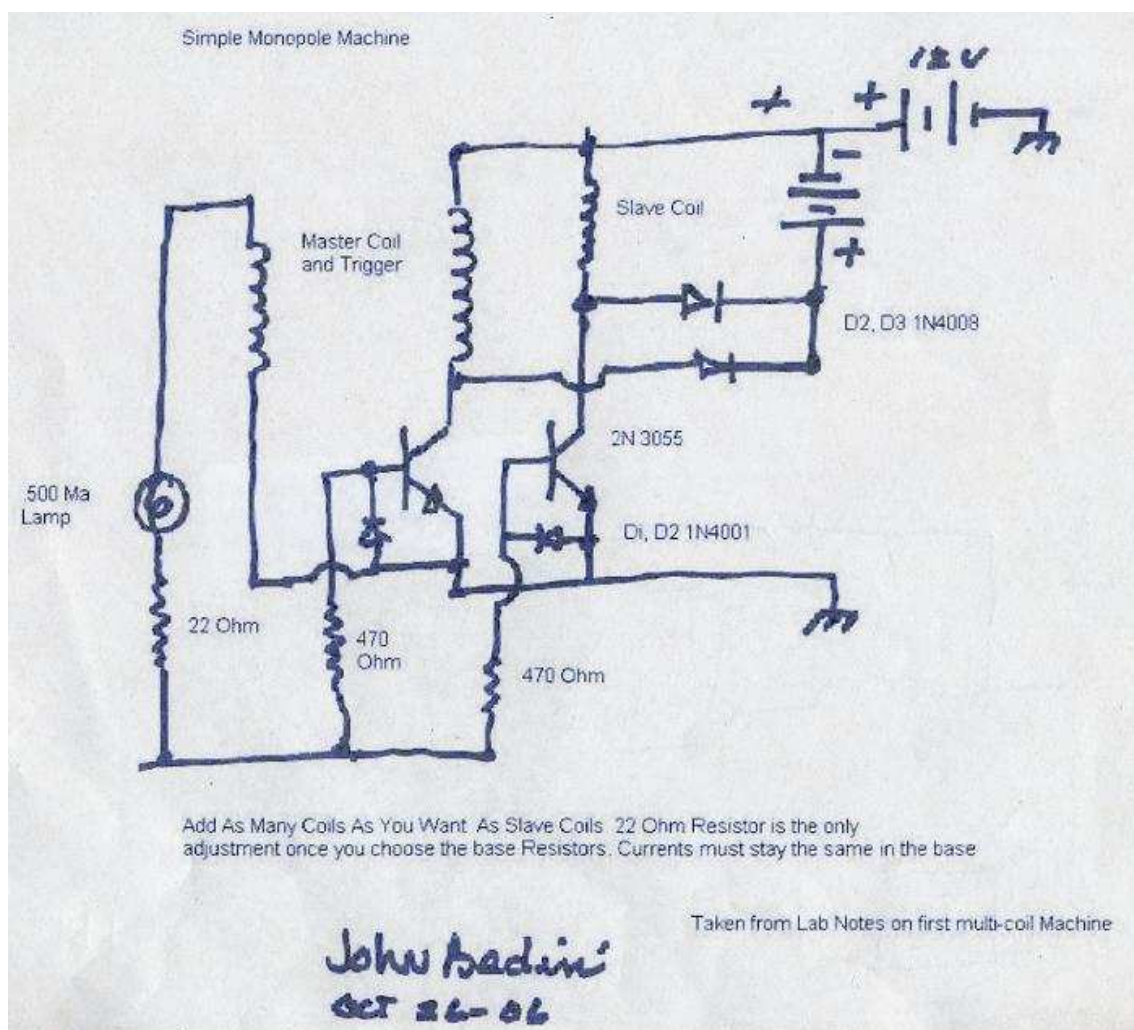 Simple Monopole Machine
12 V
+
+
-
Slave Coil
Master Coil
and Trigger
+
D2, D3 1N4008
2N 3055
.500 Ma
Lamp
Di, D2 1N4001
22 Ohm
470
Ohm
470 Ohm
Add As Many Coils As You Want As Slave Coils 22 Ohm Resistor is the only
adjustment once you choose the base Resistors. Currents must stay the same in the base
Taken from Lab Notes on first multi-coil Machine
John Bedini
OCT 26-06